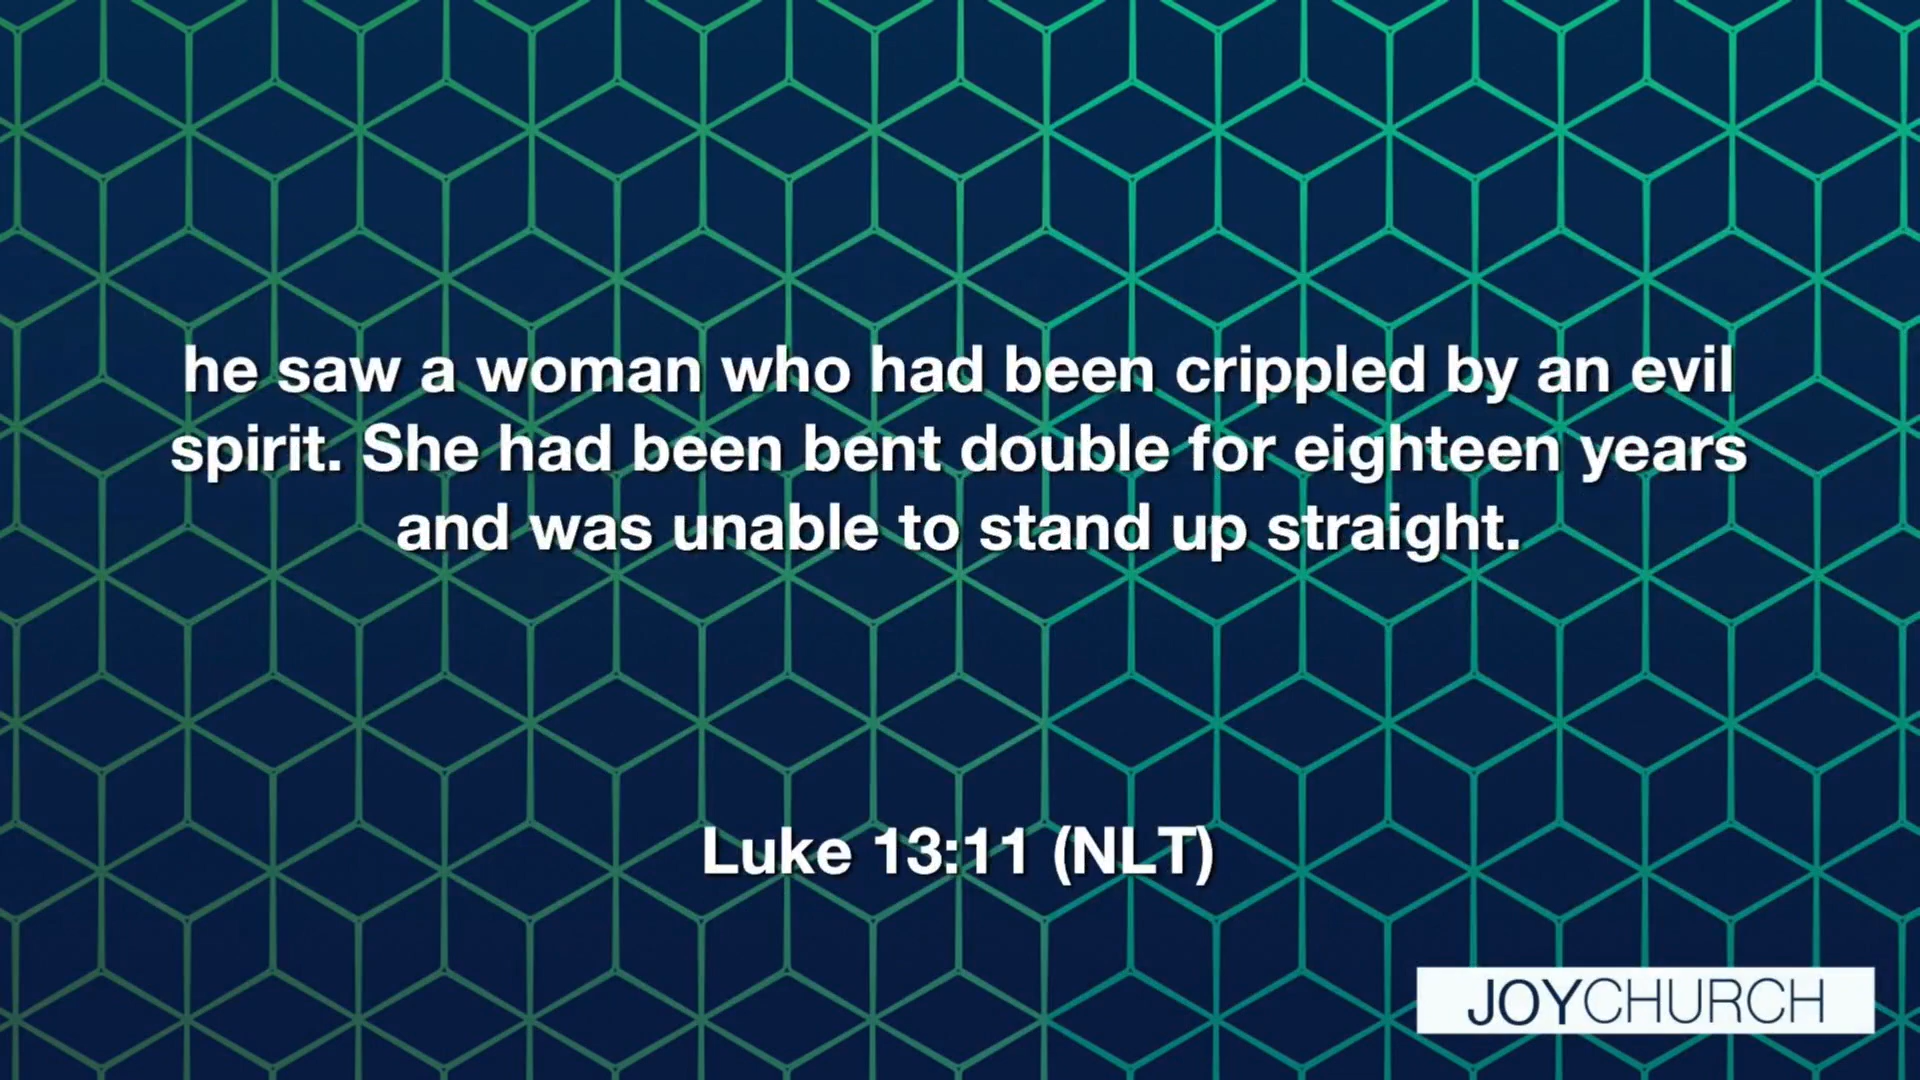 he saw a woman who had been crippled by an evil
spirit. She had been bent double for eighteen years
and was unable to stand up straight.
Luke 13:11 (NLT)
JOYCHURCH